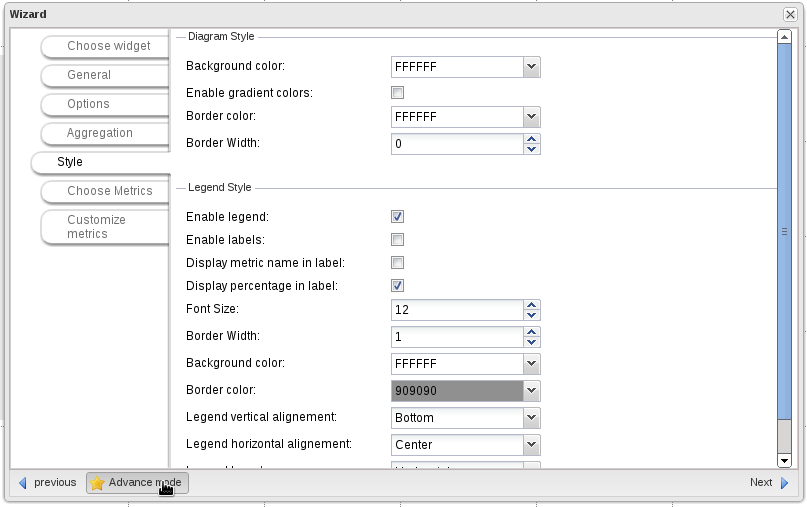 Wizard
Choose widget
General
Options
Aggregation
Style
Choose Metrics
Customize
metrics
Diagram Style
Background color: FFFFFF
Enable gradient colors:
Border color: FFFFFF
Border Width: 0
Legend Style
Enable legend:
Enable labels:
Display metric name in label:
Display percentage in label:
Font Size: 12
Border Width: 1
Background color: FFFFFF
Border color: 909090
Legend vertical alignement: Bottom
Legend horizontal alignement: Center
previous Advance mode Next